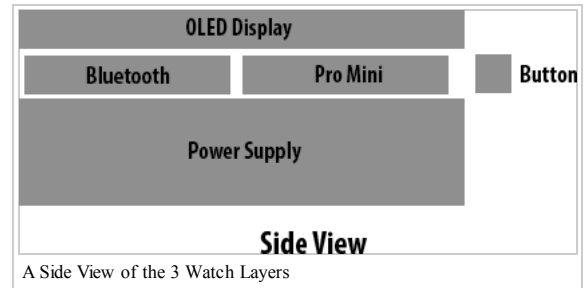 OLED Display
Bluetooth Pro Mini Button
Power Supply
Side View
A Side View of the 3 Watch Layers